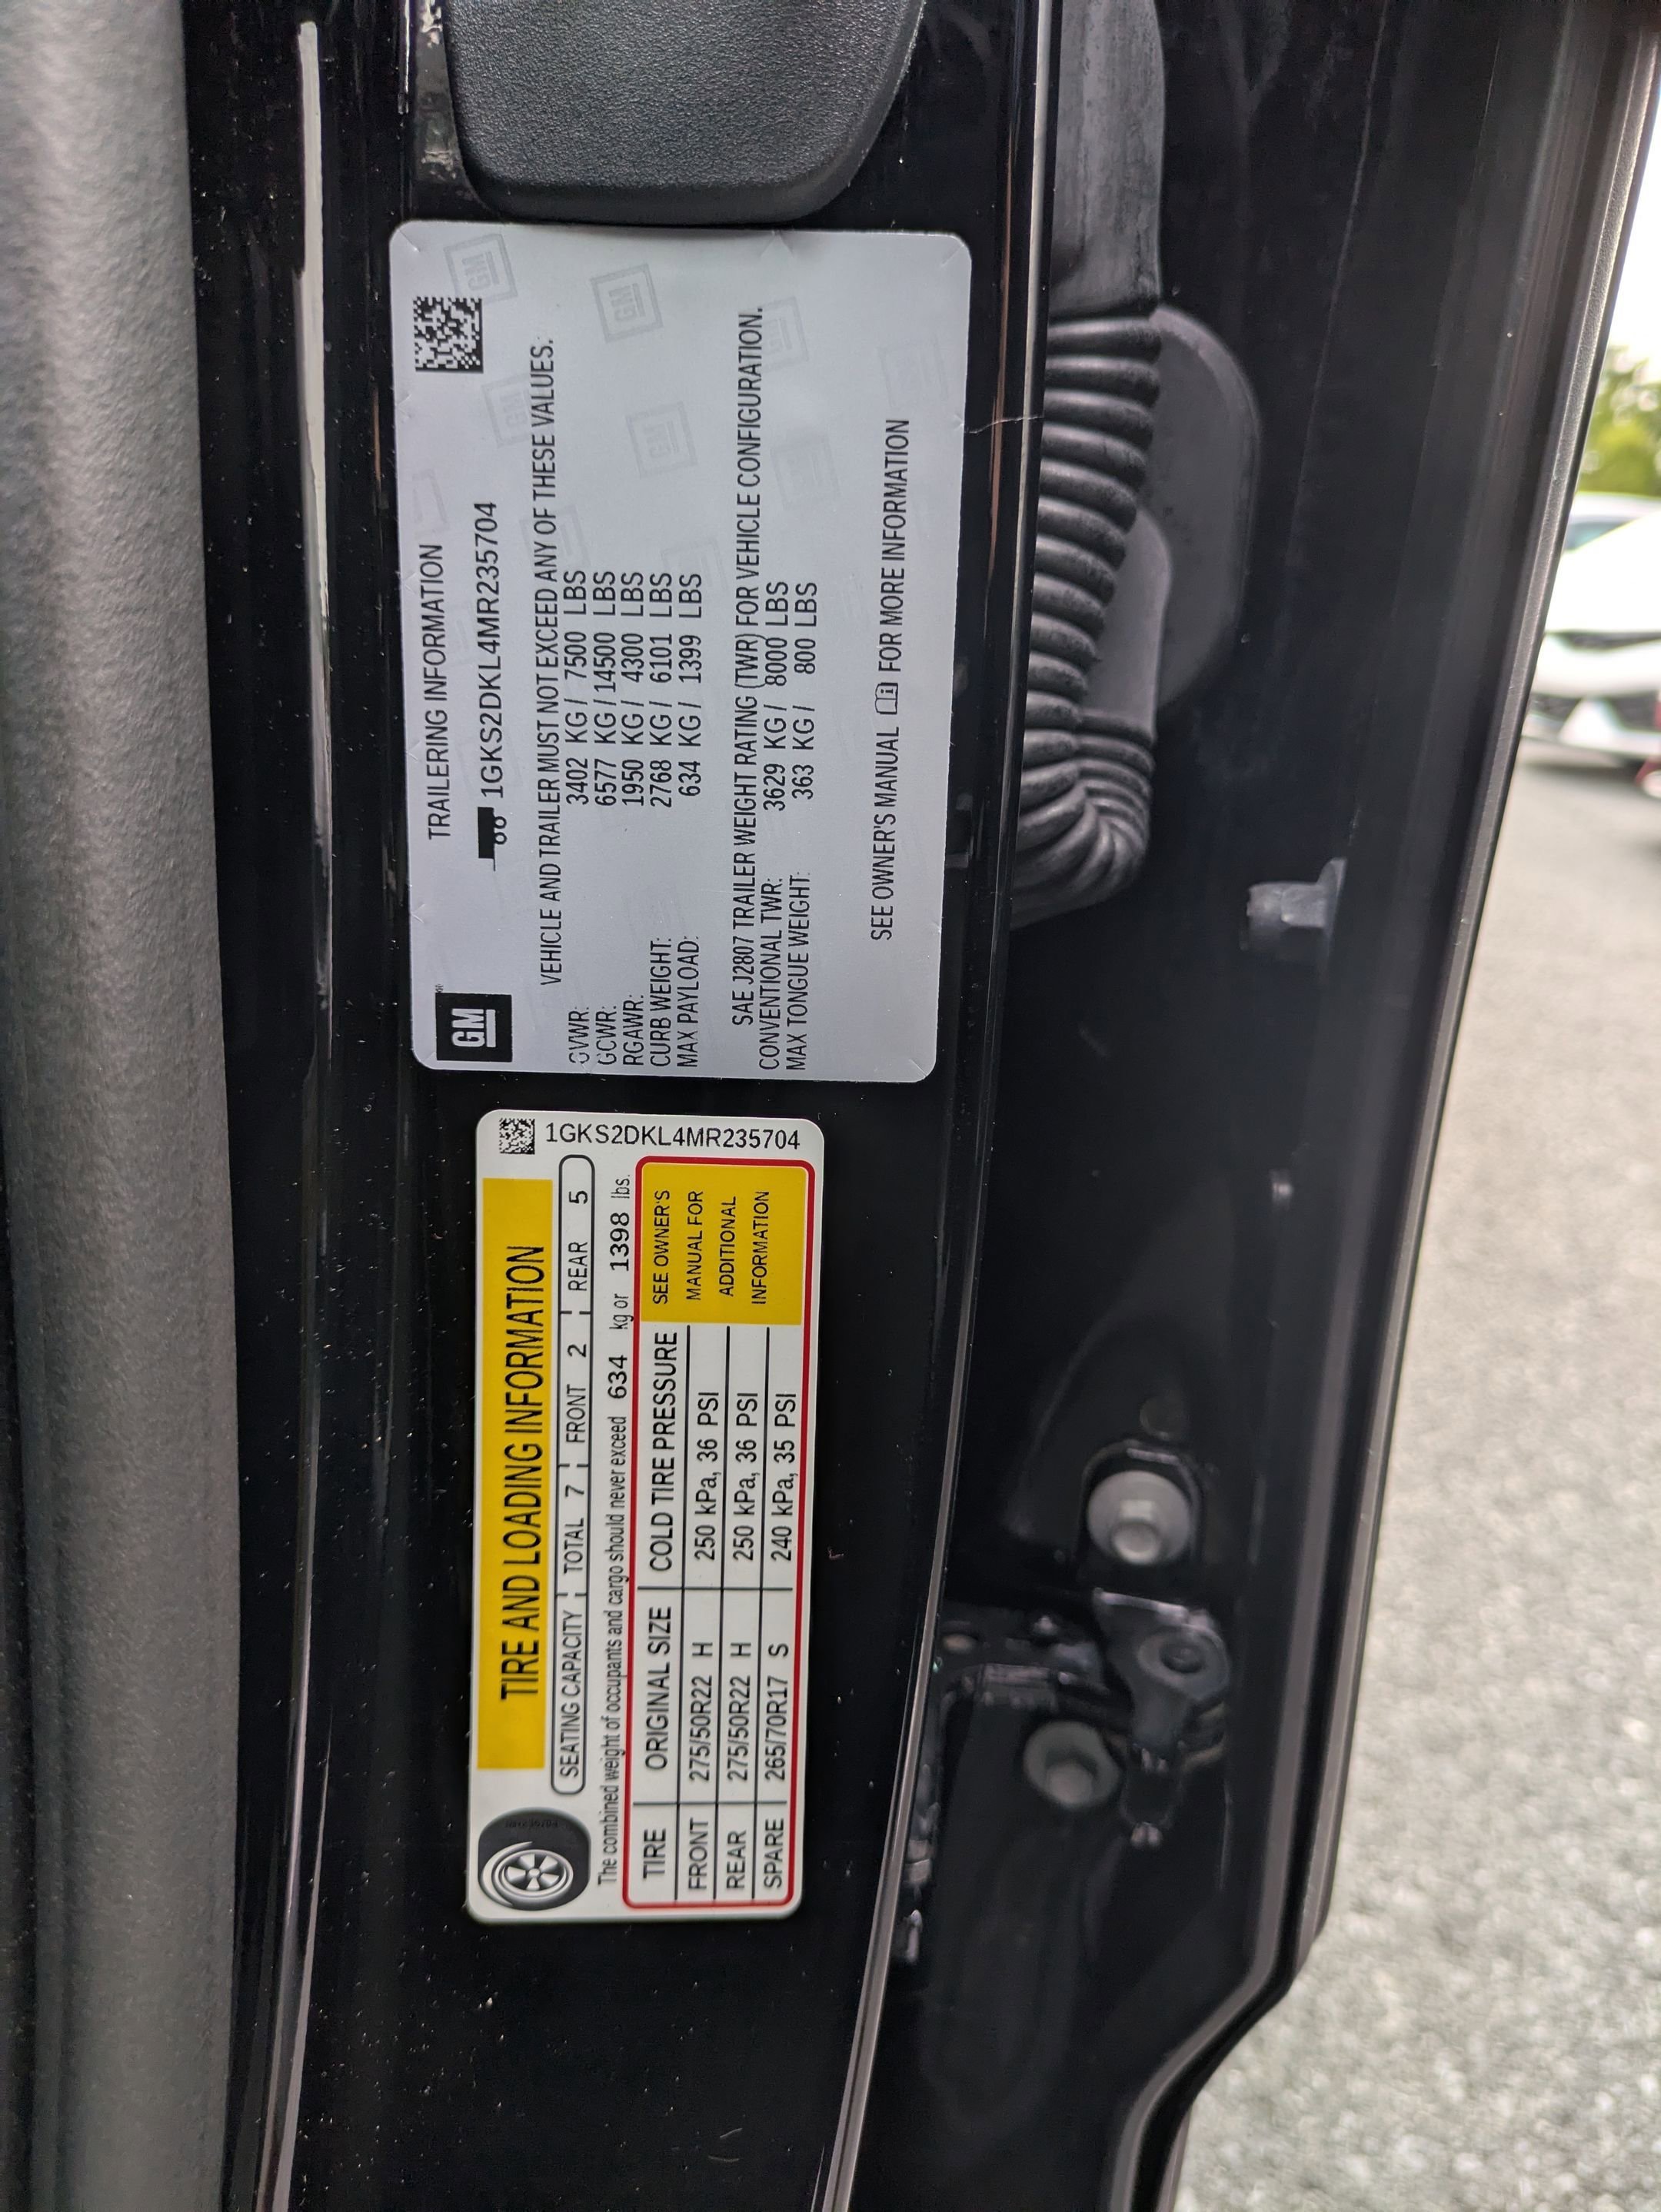 GM
TRAILERING INFORMATION
1GKS2DKL4MR235704
VEHICLE AND TRAILER MUST NOT EXCEED ANY OF THESE VALUES.
GVWR: 3402 KG / 7500 LBS
GCWR: 6577 KG / 14500 LBS
RGAWR: 1950 KG / 4300 LBS
CURB WEIGHT: 2768 KG / 6101 LBS
MAX PAYLOAD: 634 KG / 1399 LBS
SAE J2807 TRAILER WEIGHT RATING (TWR) FOR VEHICLE CONFIGURATION.
CONVENTIONAL TWR: 3629 KG / 8000 LBS
MAX TONGUE WEIGHT: 363 KG / 800 LBS
SEE OWNER'S MANUAL FOR MORE INFORMATION
TIRE AND LOADING INFORMATION
SEATING CAPACITY TOTAL 7 FRONT 2 REAR 5
The combined weight of occupants and cargo should never exceed 634 kg or 1398 lbs.
TIRE ORIGINAL SIZE COLD TIRE PRESSURE
FRONT 275/50R22 H 250 kPa, 36 PSI
REAR 275/50R22 H 250 kPa, 36 PSI
SPARE 265/70R17 S 240 kPa, 35 PSI
SEE OWNER'S
MANUAL FOR
ADDITIONAL
INFORMATION
1GKS2DKL4MR235704